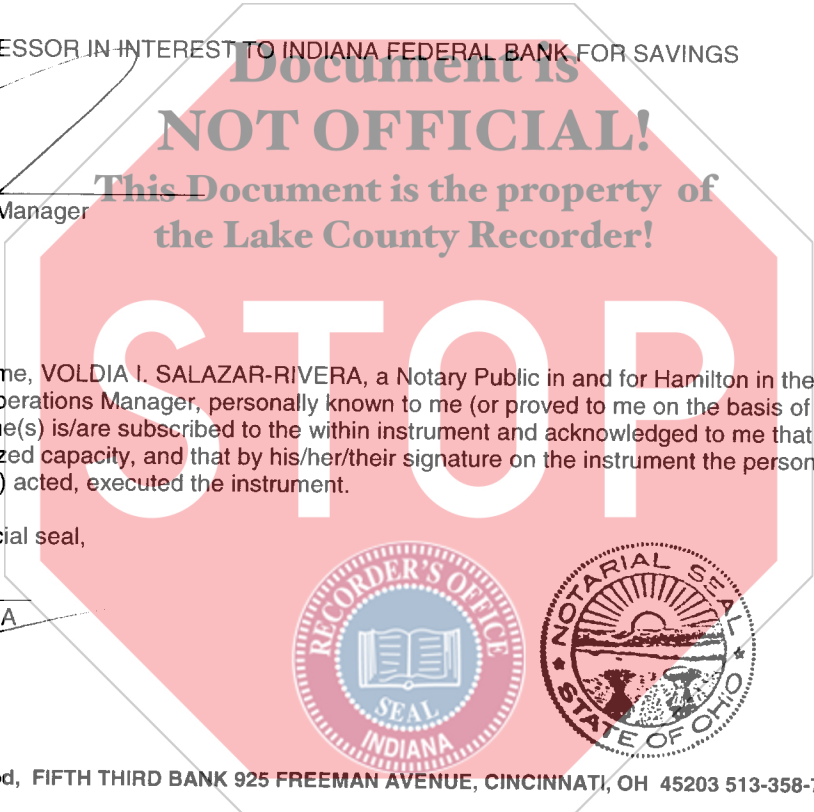 ESSOR IN INTEREST TO INDIANA FEDERAL BANK FOR SAVINGS
Document is
NOT OFFICIAL!
This Document is the property of
Manager
the Lake County Recorder!
STOP
me, VOLDIA I. SALAZAR-RIVERA, a Notary Public in and for Hamilton in the
perations Manager, personally known to me (or proved to me on the basis of
e(s) is/are subscribed to the within instrument and acknowledged to me that
zed capacity, and that by his/her/their signature on the instrument the person
) acted, executed the instrument.
cial seal,
A
RECORDER'S OFFICE
SEAL
INDIANA
NOTARIAL SEAL
STATE OF OHIO
d, FIFTH THIRD BANK 925 FREEMAN AVENUE, CINCINNATI, OH 45203 513-358-7